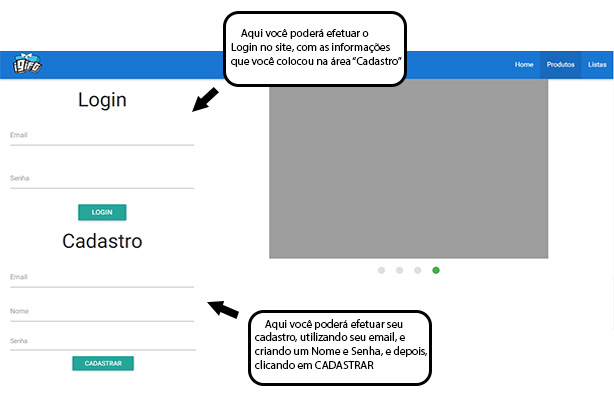 Aqui você poderá efetuar o
Login no site, com as informações
que você colocou na área “Cadastro”
iGift
Home
Produtos
Listas
Login
Email
Senha
LOGIN
Cadastro
Email
Nome
Senha
CADASTRAR
Aqui você poderá efetuar seu
cadastro, utilizando seu email, e
criando um Nome e Senha, e depois,
clicando em CADASTRAR